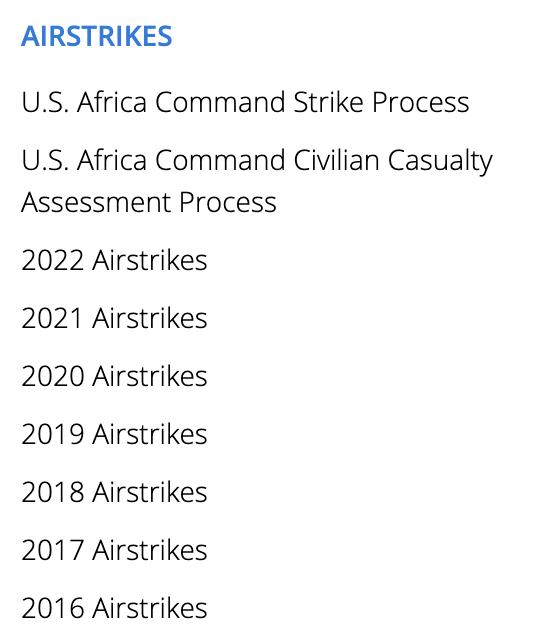 AIRSTRIKES
U.S. Africa Command Strike Process
U.S. Africa Command Civilian Casualty
Assessment Process
2022 Airstrikes
2021 Airstrikes
2020 Airstrikes
2019 Airstrikes
2018 Airstrikes
2017 Airstrikes
2016 Airstrikes